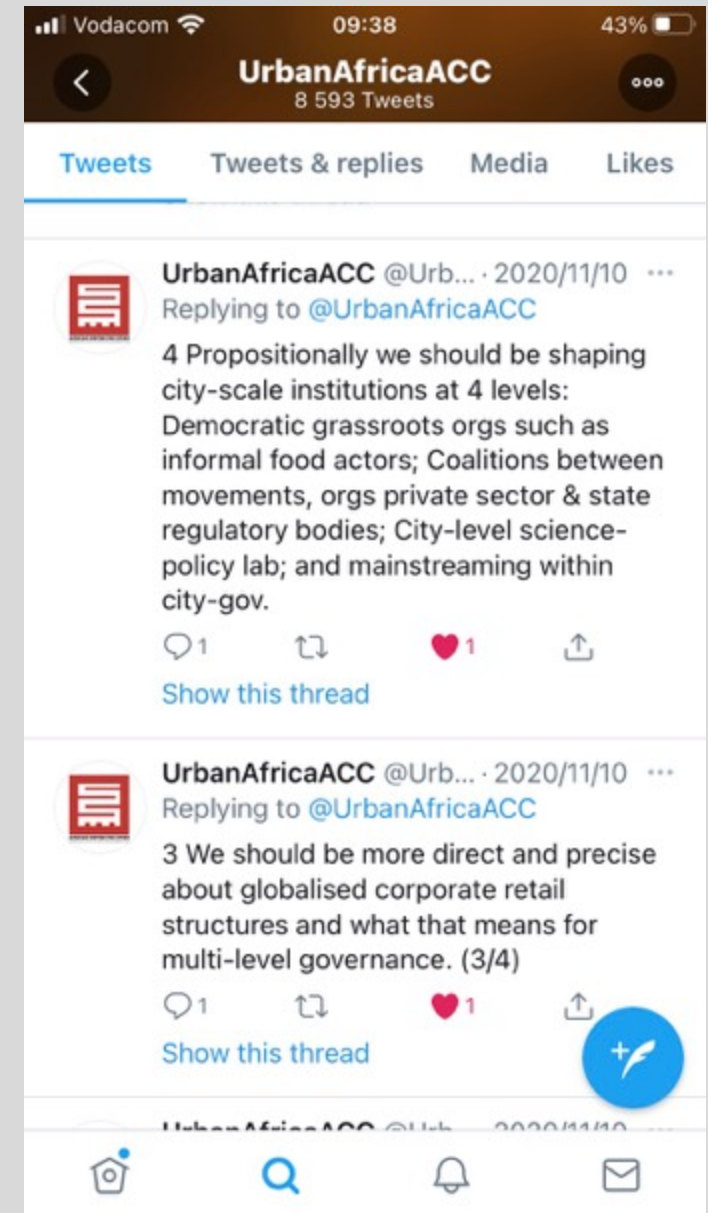 Vodacom 09:38 43%
UrbanAfricaACC
8 593 Tweets
Tweets Tweets & replies Media Likes
UrbanAfricaACC @Urb... · 2020/11/10
Replying to @UrbanAfricaACC
4 Propositionally we should be shaping
city-scale institutions at 4 levels:
Democratic grassroots orgs such as
informal food actors; Coalitions between
movements, orgs private sector & state
regulatory bodies; City-level science-
policy lab; and mainstreaming within
city-gov.
1 1
Show this thread
UrbanAfricaACC @Urb... · 2020/11/10
Replying to @UrbanAfricaACC
3 We should be more direct and precise
about globalised corporate retail
structures and what that means for
multi-level governance. (3/4)
1 1
Show this thread
UrbanAfricaACC @Urb... 2020/11/10